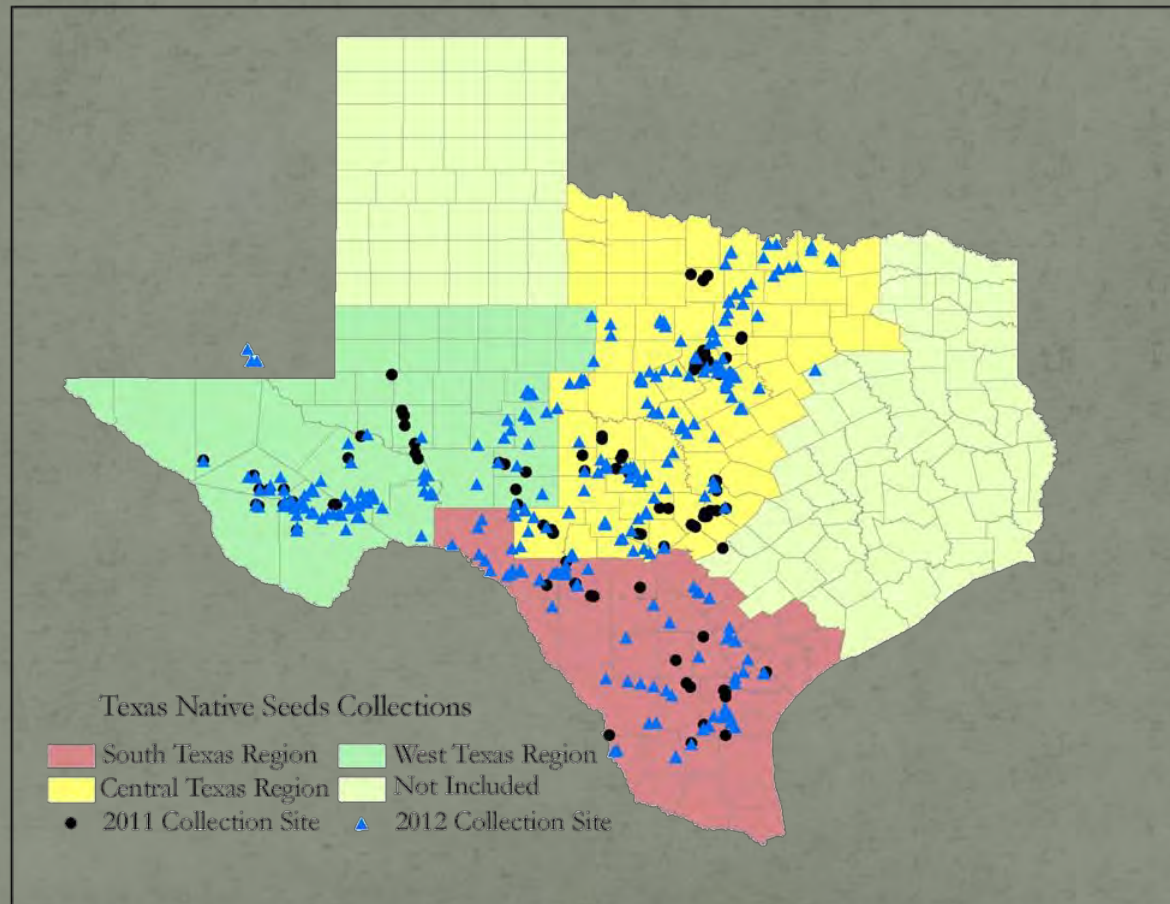 Texas Native Seeds Collections
South Texas Region West Texas Region
Central Texas Region Not Included
2011 Collection Site 2012 Collection Site